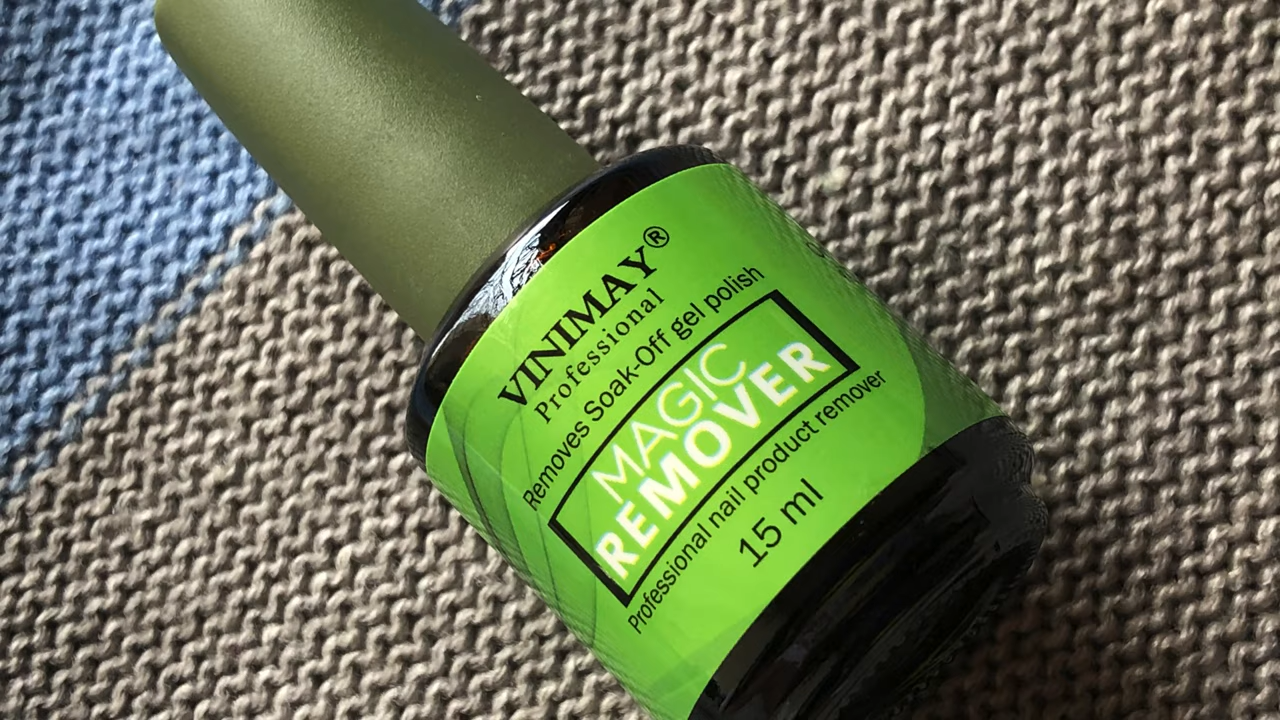 VINIMAY®
Professional
Removes Soak-Off gel polish
MAGIC
REMOVER
Professional nail product remover
15 ml